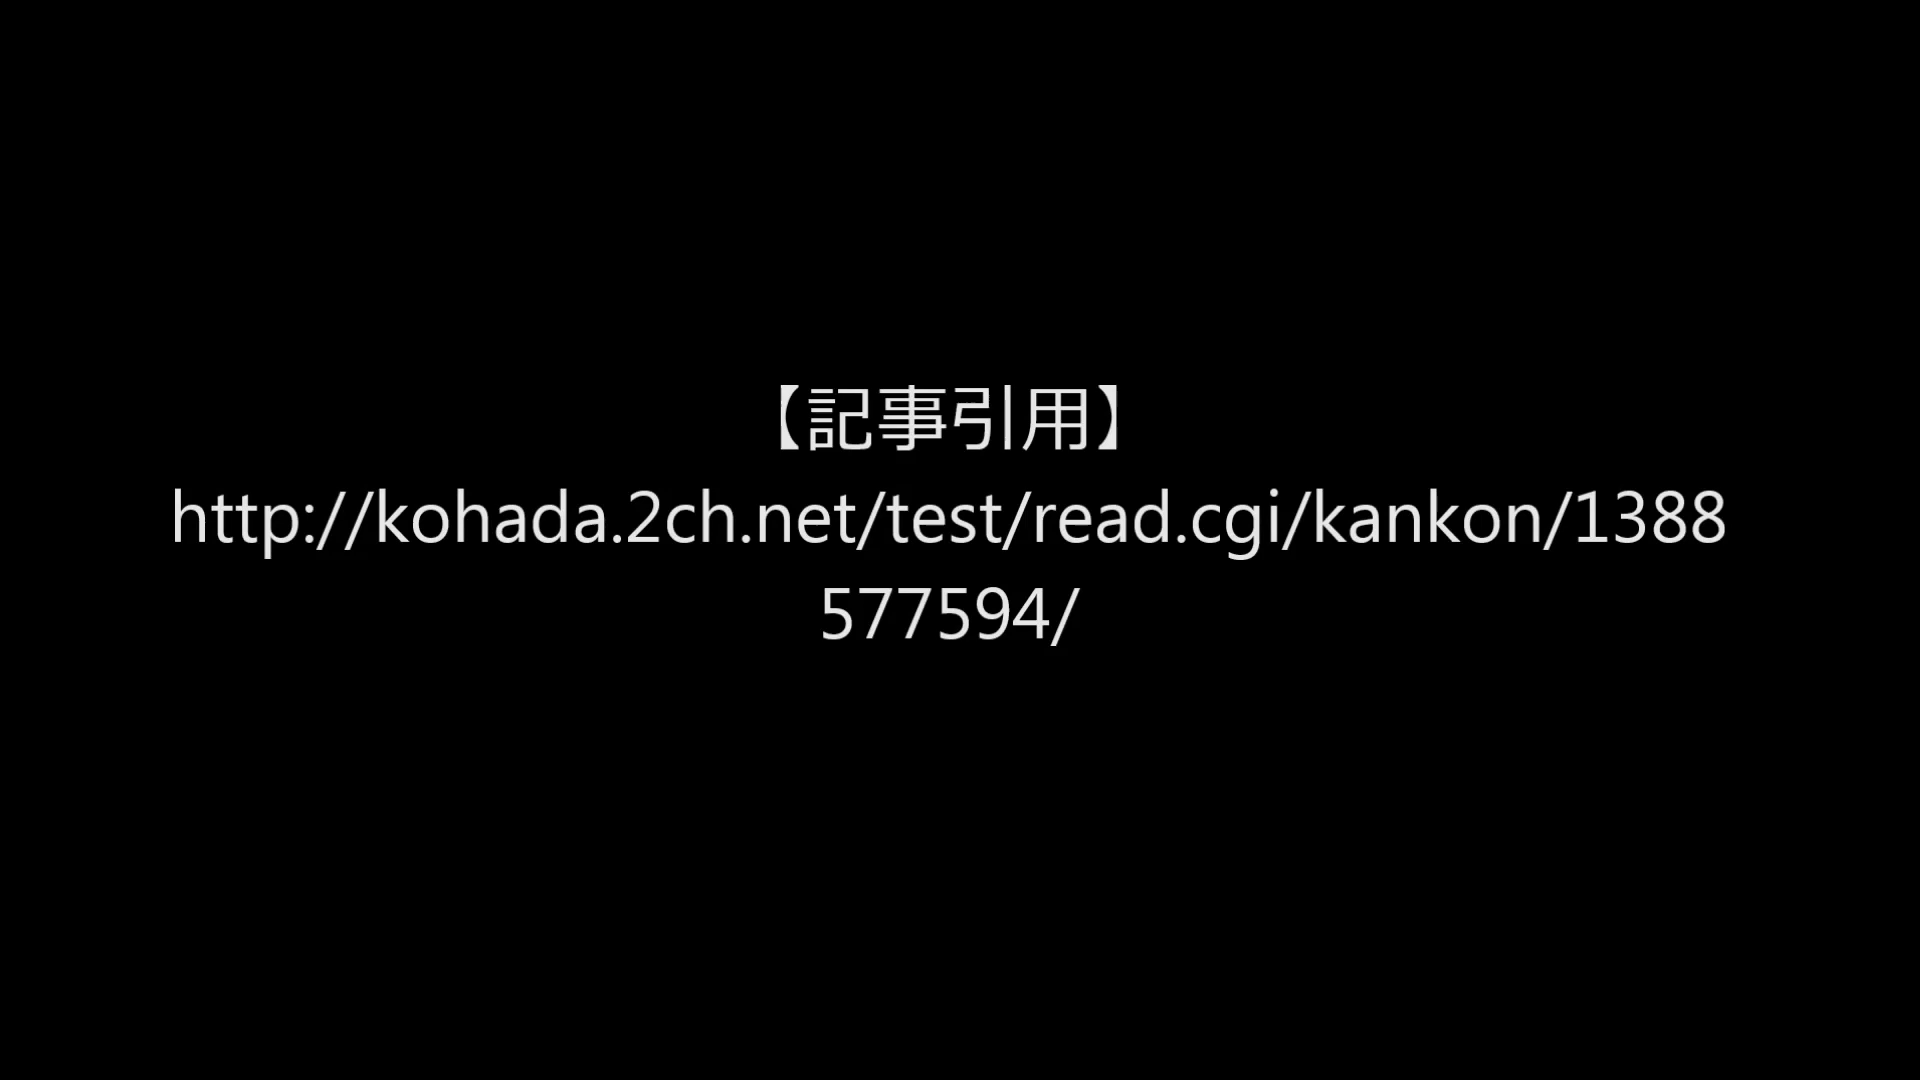 【記事引用】
http://kohada.2ch.net/test/read.cgi/kankon/1388
577594/